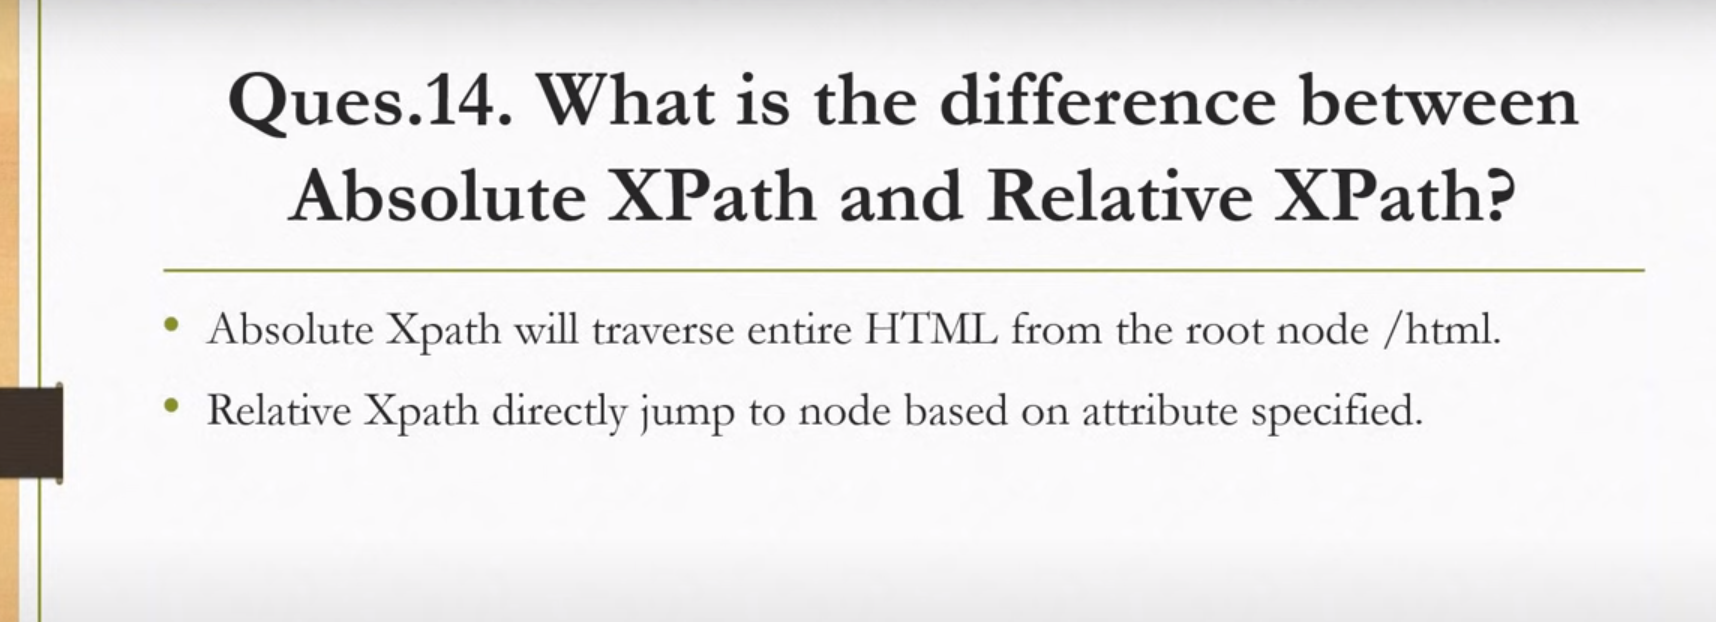 Ques.14. What is the difference between
Absolute XPath and Relative XPath?
• Absolute Xpath will traverse entire HTML from the root node /html.
• Relative Xpath directly jump to node based on attribute specified.